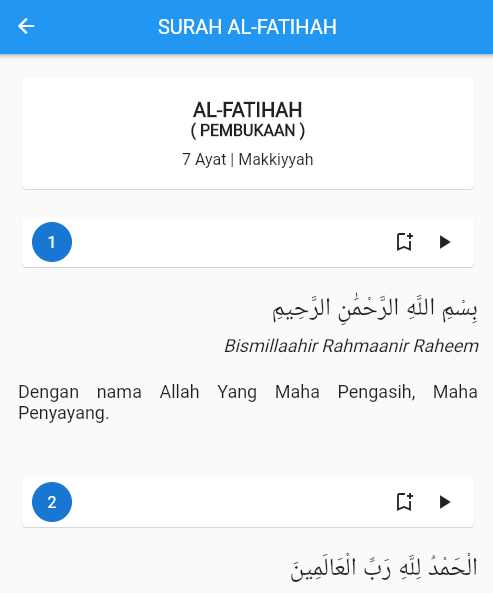 SURAH AL-FATIHAH
AL-FATIHAH
( PEMBUKAAN )
7 Ayat | Makkiyyah
1
بِسْمِ اللَّهِ الرَّحْمَٰنِ الرَّحِيمِ
Bismillaahir Rahmaanir Raheem
Dengan nama Allah Yang Maha Pengasih, Maha
Penyayang.
2
الْحَمْدُ لِلَّهِ رَبِّ الْعَالَمِينَ